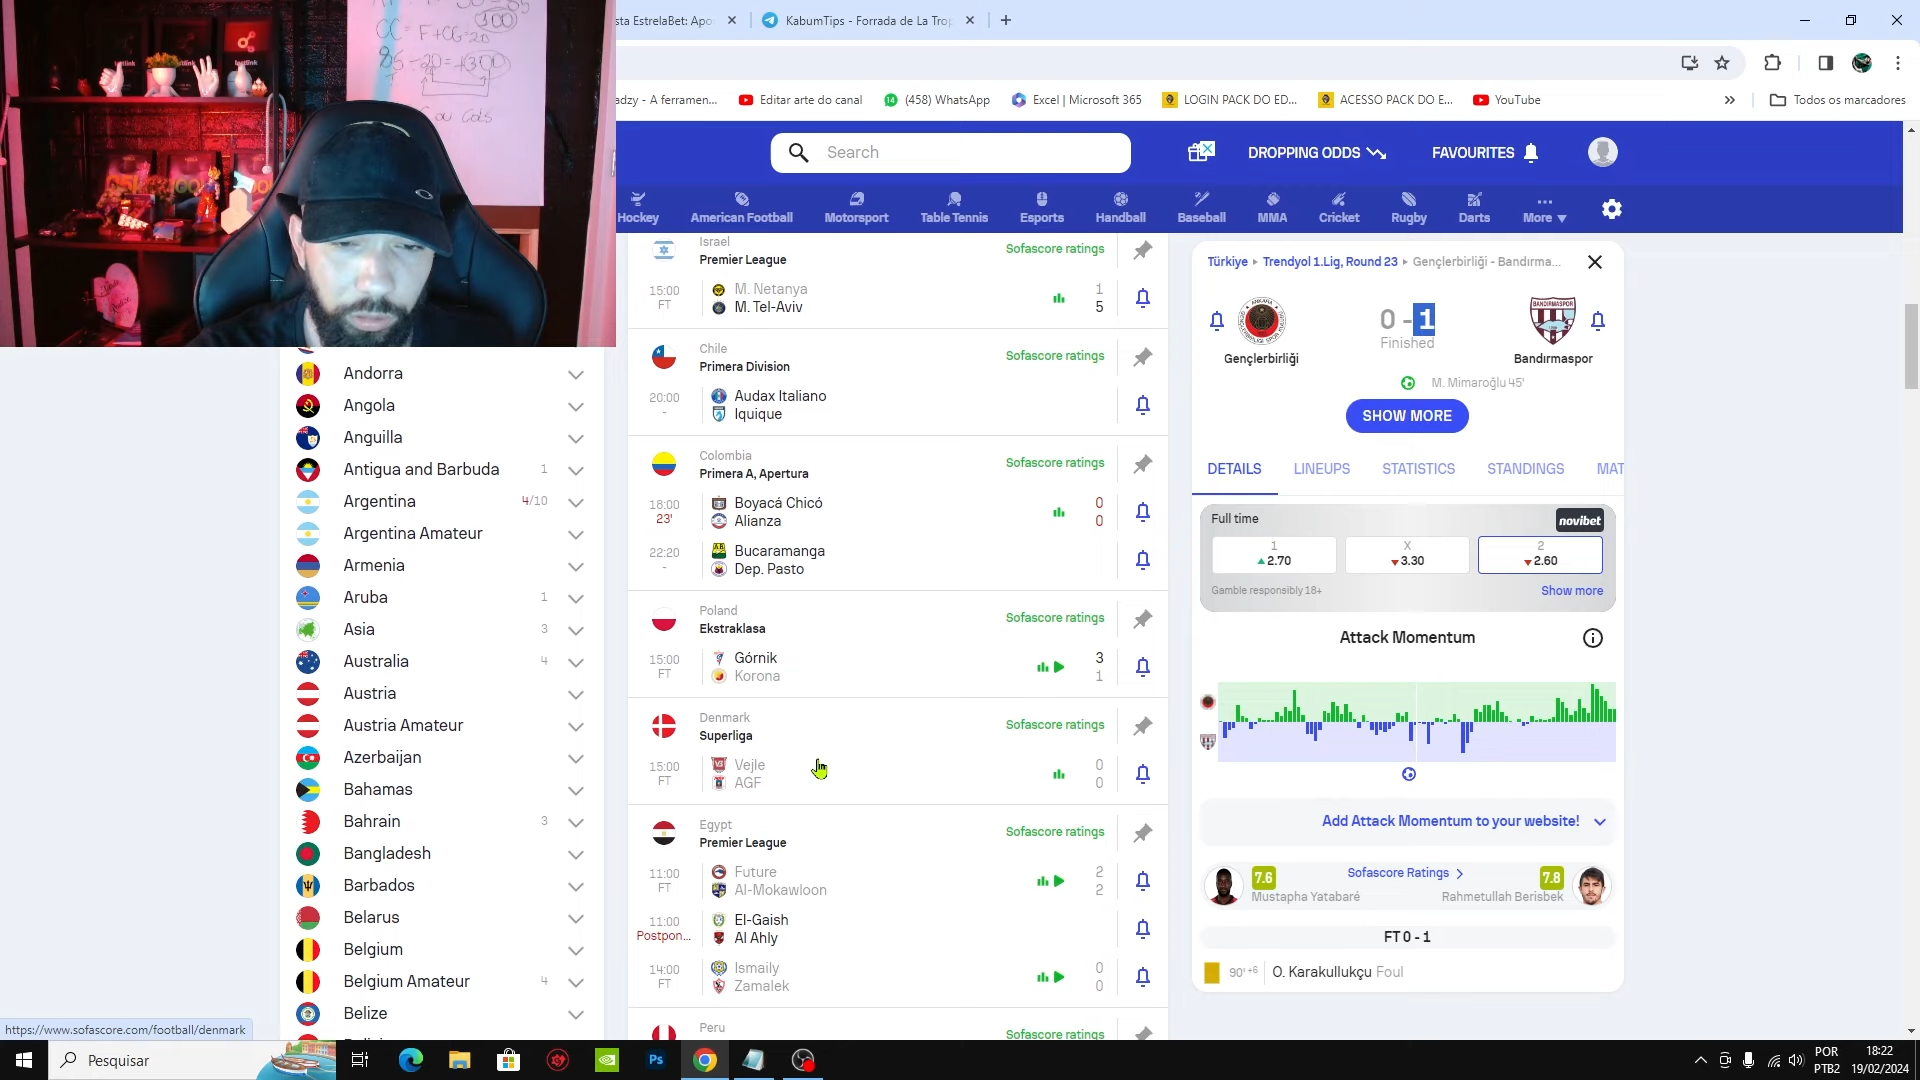 sta EstrelaBet: Apo
KabumTips - Forrada de La Tro
adzy - A ferramen...
Editar arte do canal
(458) WhatsApp
Excel | Microsoft 365
LOGIN PACK DO ED...
ACESSO PACK DO E...
YouTube
Todos os marcadores
Search
DROPPING ODDS
FAVOURITES
Hockey
American Football
Motorsport
Table Tennis
Esports
Handball
Baseball
MMA
Cricket
Rugby
Darts
More
Andorra
Angola
Anguilla
Antigua and Barbuda 1
Argentina 4/10
Argentina Amateur
Armenia
Aruba 1
Asia 3
Australia 4
Austria
Austria Amateur
Azerbaijan
Bahamas
Bahrain 3
Bangladesh
Barbados
Belarus
Belgium
Belgium Amateur 4
Belize
https://www.sofascore.com/football/denmark
Israel
Premier League
Sofascore ratings
15:00 M. Netanya 1
FT M. Tel-Aviv 5
Chile
Primera Division
Sofascore ratings
20:00 Audax Italiano
- Iquique
Colombia
Primera A, Apertura
Sofascore ratings
18:00 Boyacá Chicó 0
23' Alianza 0
22:20 Bucaramanga
- Dep. Pasto
Poland
Ekstraklasa
Sofascore ratings
15:00 Górnik 3
FT Korona 1
Denmark
Superliga
Sofascore ratings
15:00 Vejle 0
FT AGF 0
Egypt
Premier League
Sofascore ratings
11:00 Future 2
FT Al-Mokawloon 2
11:00 El-Gaish
Postpon... Al Ahly
14:00 Ismaily 0
FT Zamalek 0
Peru
Sofascore ratings
Türkiye
Trendyol 1.Lig, Round 23
Gençlerbirliği - Bandırma...
0 - 1
Finished
Gençlerbirliği
Bandırmaspor
M. Mimaroğlu 45'
SHOW MORE
DETAILS
LINEUPS
STATISTICS
STANDINGS
MAT
Full time
novibet
1 X 2
2.70 3.30 2.60
Gamble responsibly 18+
Show more
Attack Momentum
Add Attack Momentum to your website!
7.6
Sofascore Ratings
7.8
Mustapha Yatabaré
Rahmetullah Berisbek
FT 0 - 1
90'+6 O. Karakullukçu Foul
Pesquisar
Ps
POR
PTB2
18:22
19/02/2024